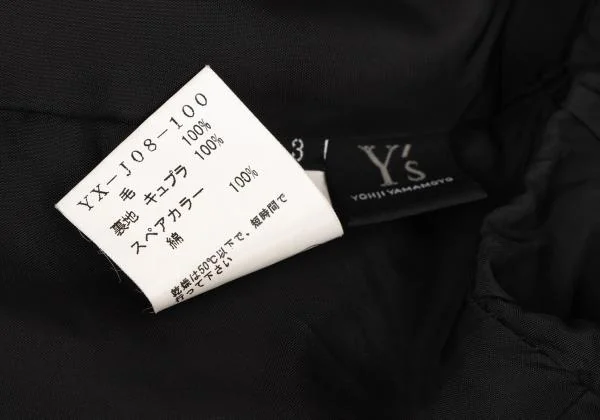 YX-J08-100
毛 100%
裏地 キュプラ 100%
スペアカラー
綿 100%
乾燥は50℃以下で、短時間で
行って下さい
3
Y's
YOHJI YAMAMOTO